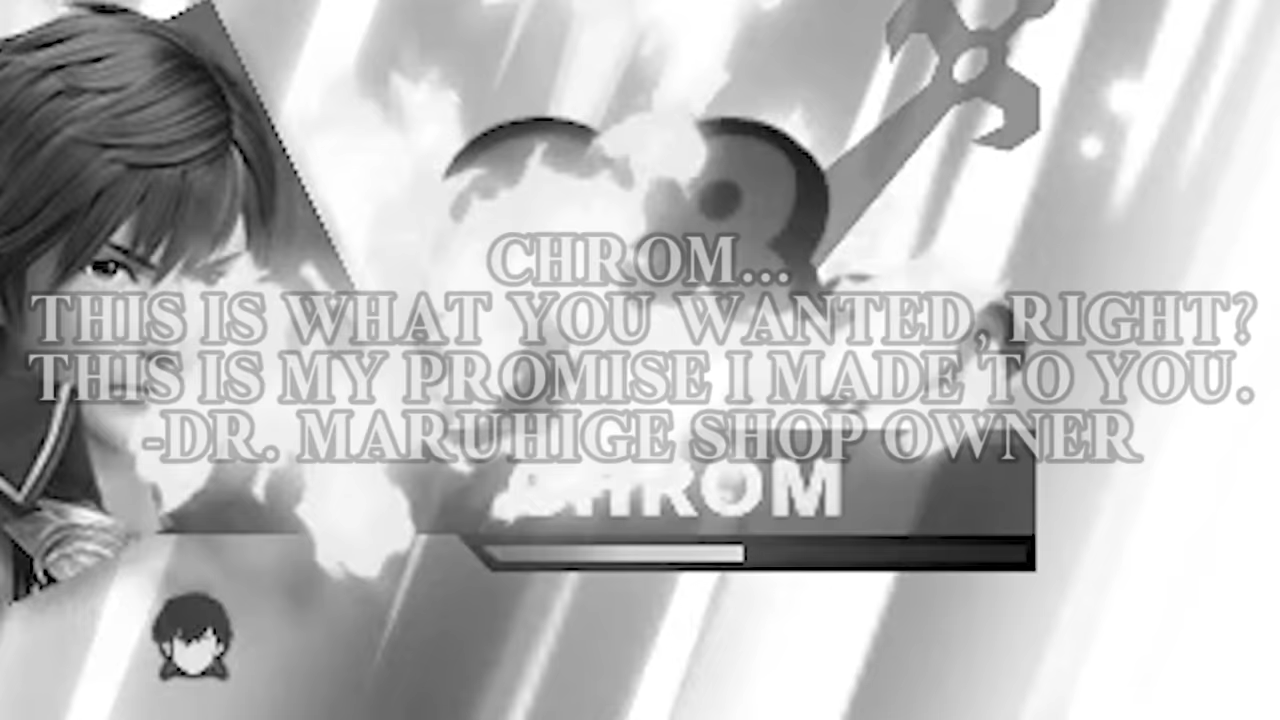 CHROM...
THIS IS WHAT YOU WANTED, RIGHT?
THIS IS MY PROMISE I MADE TO YOU.
-DR. MARUHIGE SHOP OWNER
CHROM